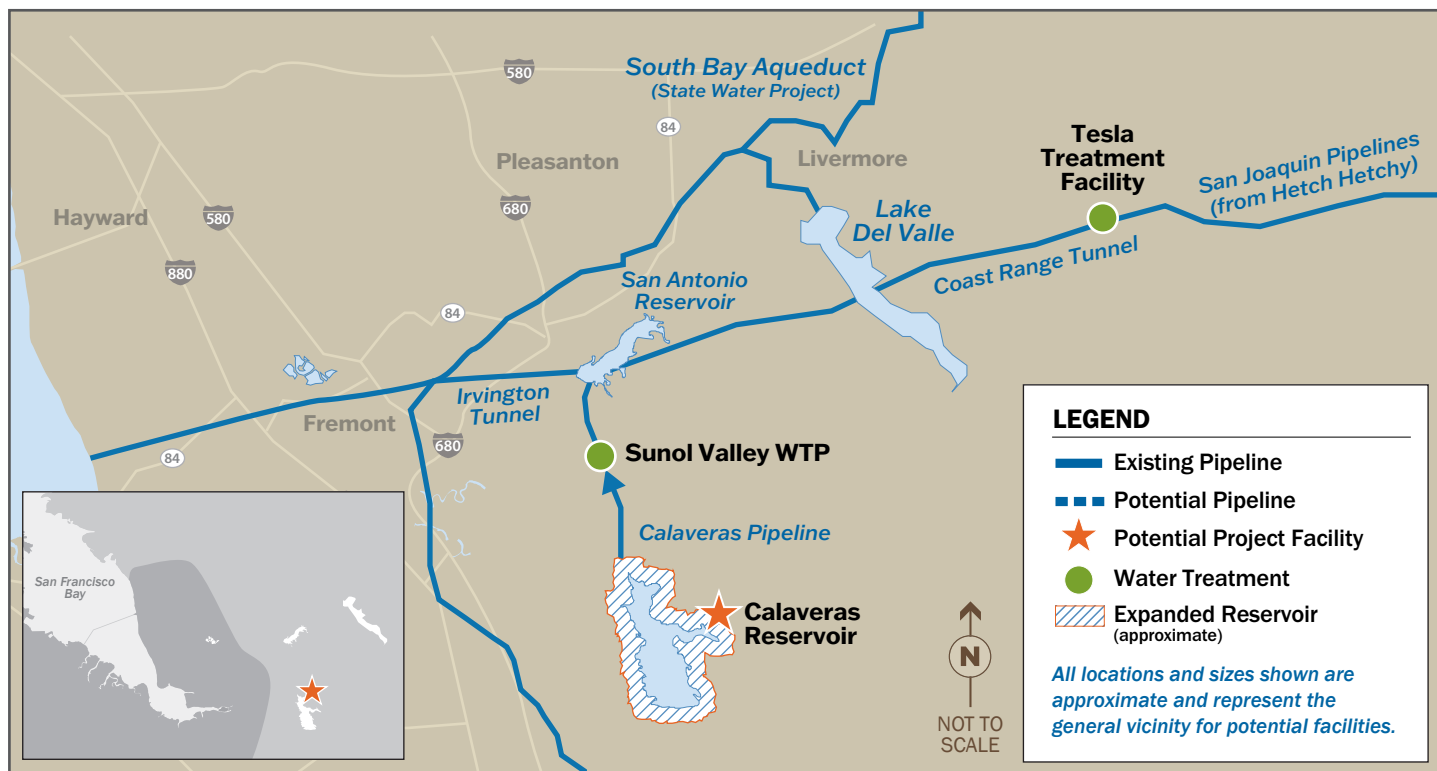 580
South Bay Aqueduct
(State Water Project)
84
Pleasanton
Livermore
Tesla
Treatment
Facility
San Joaquin Pipelines
(from Hetch Hetchy)
Hayward
580
680
Lake
Del Valle
880
San Antonio
Reservoir
Coast Range Tunnel
84
Irvington
Tunnel
Fremont
680
84
Sunol Valley WTP
Calaveras Pipeline
Calaveras
Reservoir
N
NOT TO
SCALE
San Francisco
Bay
LEGEND
Existing Pipeline
Potential Pipeline
Potential Project Facility
Water Treatment
Expanded Reservoir
(approximate)
All locations and sizes shown are
approximate and represent the
general vicinity for potential facilities.